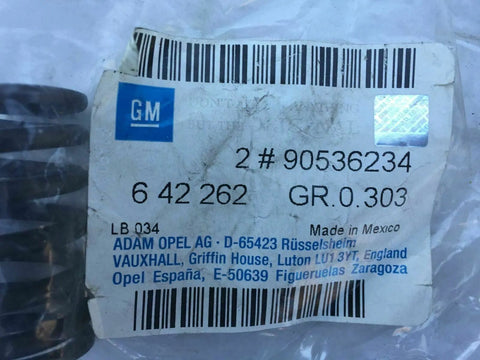 GM
2 # 90536234
6 42 262 GR.0.303
LB 034 Made in Mexico
ADAM OPEL AG · D-65423 Rüsselsheim
VAUXHALL, Griffin House, Luton LU1 3YT, England
Opel España, E-50639 Figueruelas Zaragoza